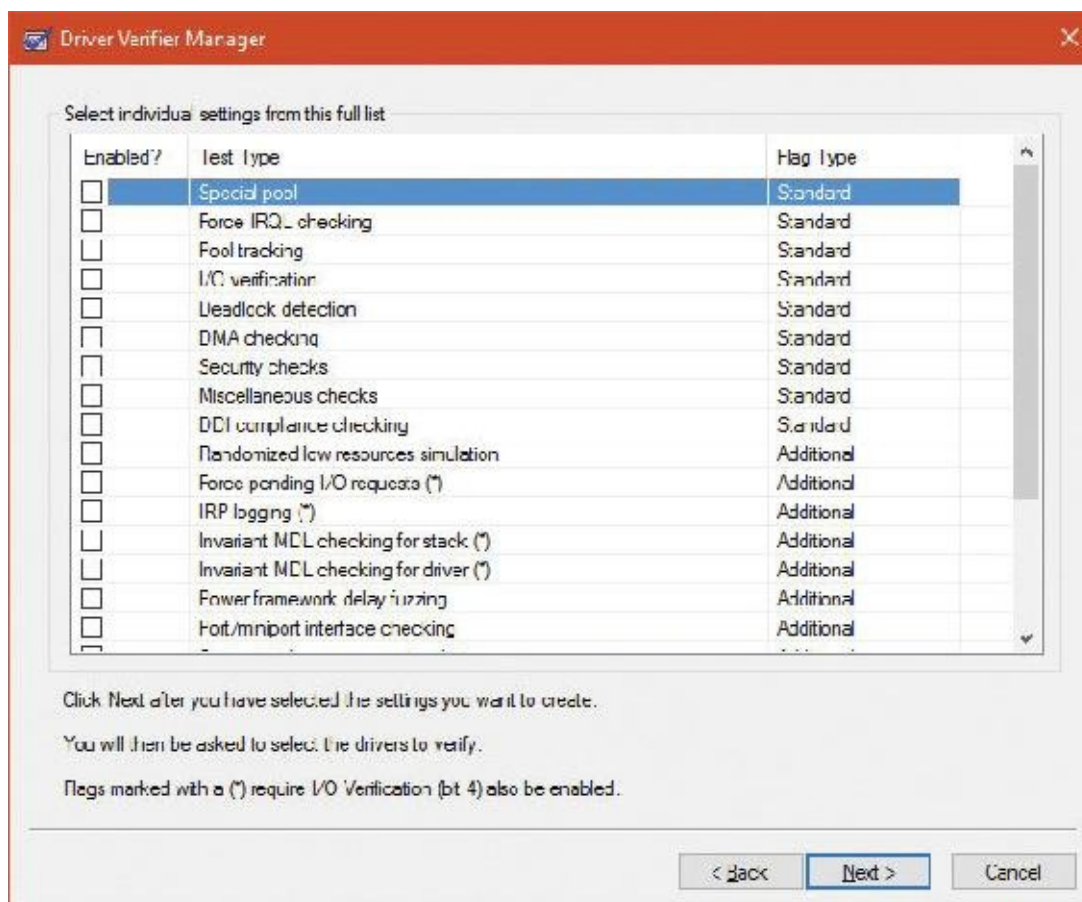 Driver Verifier Manager
Select individual settings from this full list
Enabled? Test Type Flag Type
Special pool Standard
Force IRQL checking Standard
Pool tracking Standard
I/O verification Standard
Deadlock detection Standard
DMA checking Standard
Security checks Standard
Miscellaneous checks Standard
DDI compliance checking Standard
Randomized low resources simulation Additional
Force pending I/O requests (*) Additional
IRP logging (*) Additional
Invariant MDL checking for stack (*) Additional
Invariant MDL checking for driver (*) Additional
Power framework delay fuzzing Additional
Port/miniport interface checking Additional
Click Next after you have selected the settings you want to create.
You will then be asked to select the drivers to verify.
Flags marked with a (*) require I/O Verification (bit 4) also be enabled.
< Back Next > Cancel